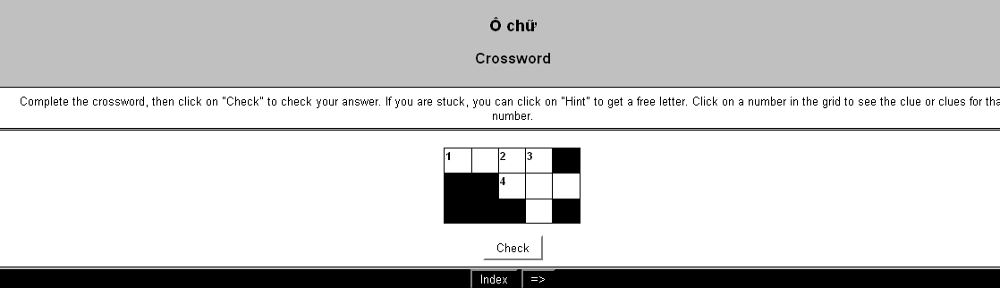 Ô chữ
Crossword
Complete the crossword, then click on "Check" to check your answer. If you are stuck, you can click on "Hint" to get a free letter. Click on a number in the grid to see the clue or clues for tha
number.
1 2 3
4
Check
Index =>